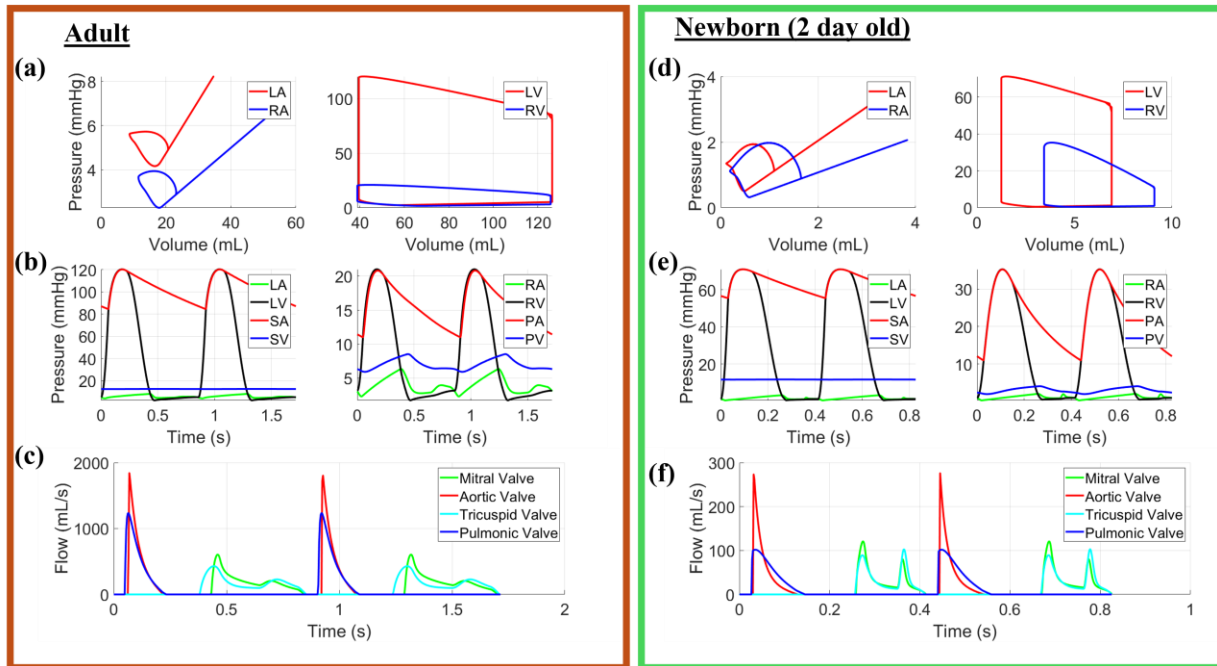 Adult
(a)
Pressure (mmHg)
8
6
4
0
20
40
60
Volume (mL)
LA
RA
100
50
0
40
60
80
100
120
Volume (mL)
LV
RV
(b)
Pressure (mmHg)
120
100
80
60
40
20
0
0.5
1
1.5
Time (s)
LA
LV
SA
SV
20
15
10
5
0
0.5
1
1.5
Time (s)
RA
RV
PA
PV
(c)
Flow (mL/s)
2000
1000
0
0
0.5
1
1.5
2
Time (s)
Mitral Valve
Aortic Valve
Tricuspid Valve
Pulmonic Valve
Newborn (2 day old)
(d)
Pressure (mmHg)
4
2
0
0
2
4
Volume (mL)
LA
RA
60
40
20
0
0
5
10
Volume (mL)
LV
RV
(e)
Pressure (mmHg)
60
40
20
0
0.2
0.4
0.6
0.8
Time (s)
LA
LV
SA
SV
30
20
10
0
0
0.2
0.4
0.6
0.8
Time (s)
RA
RV
PA
PV
(f)
Flow (mL/s)
300
200
100
0
0
0.2
0.4
0.6
0.8
1
Time (s)
Mitral Valve
Aortic Valve
Tricuspid Valve
Pulmonic Valve